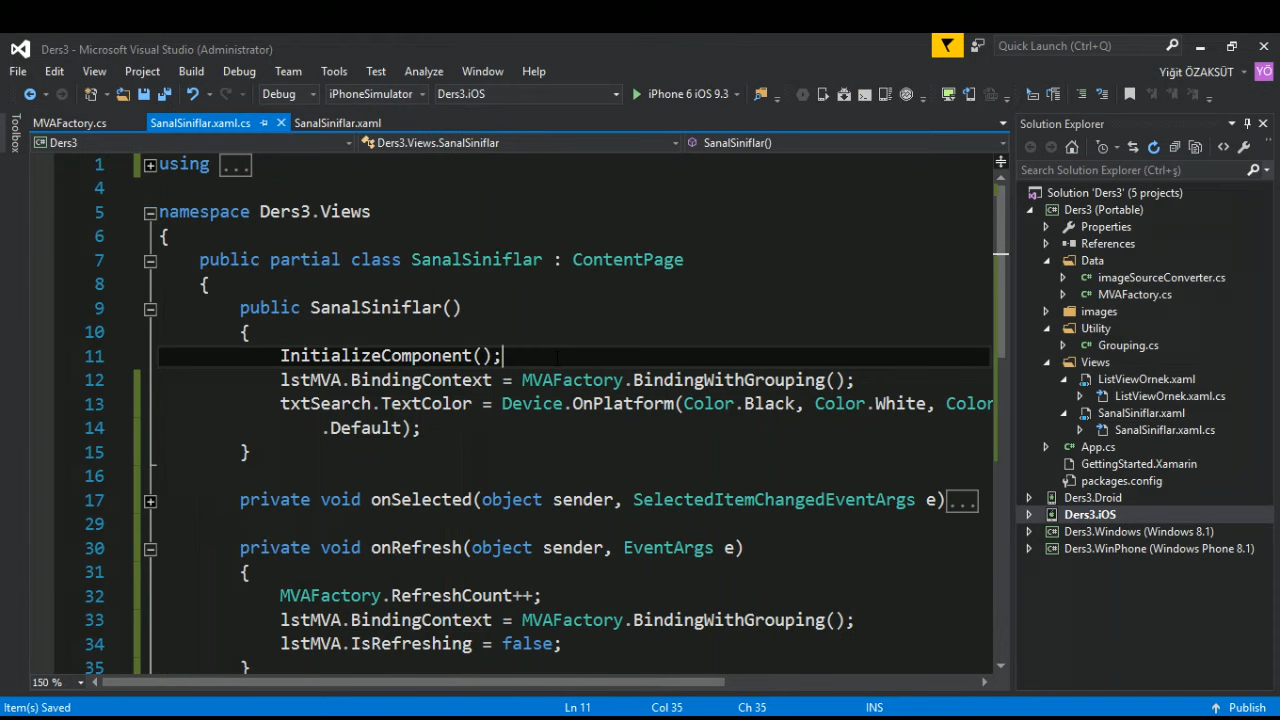 Ders3 - Microsoft Visual Studio (Administrator)
Quick Launch (Ctrl+Q)
File Edit View Project Build Debug Team Tools Test Analyze Window Help
Yiğit ÖZAKSÜT
YÖ
Debug iPhoneSimulator Ders3.iOS iPhone 6 iOS 9.3
Toolbox
MVAFactory.cs SanalSiniflar.xaml.cs SanalSiniflar.xaml
Ders3 Ders3.Views.SanalSiniflar SanalSiniflar()
1 using ...
4
5 namespace Ders3.Views
6 {
7 public partial class SanalSiniflar : ContentPage
8 {
9 public SanalSiniflar()
10 {
11 InitializeComponent();
12 lstMVA.BindingContext = MVAFactory.BindingWithGrouping();
13 txtSearch.TextColor = Device.OnPlatform(Color.Black, Color.White, Color
14 .Default);
15 }
16
17 private void onSelected(object sender, SelectedItemChangedEventArgs e)...
29
30 private void onRefresh(object sender, EventArgs e)
31 {
32 MVAFactory.RefreshCount++;
33 lstMVA.BindingContext = MVAFactory.BindingWithGrouping();
34 lstMVA.IsRefreshing = false;
35 }
150 %
Solution Explorer
Search Solution Explorer (Ctrl+ş)
Solution 'Ders3' (5 projects)
Ders3 (Portable)
Properties
References
Data
imageSourceConverter.cs
MVAFactory.cs
images
Utility
Grouping.cs
Views
ListViewOrnek.xaml
ListViewOrnek.xaml.cs
SanalSiniflar.xaml
SanalSiniflar.xaml.cs
App.cs
GettingStarted.Xamarin
packages.config
Ders3.Droid
Ders3.iOS
Ders3.Windows (Windows 8.1)
Ders3.WinPhone (Windows Phone 8.1)
Item(s) Saved Ln 11 Col 35 Ch 35 INS Publish